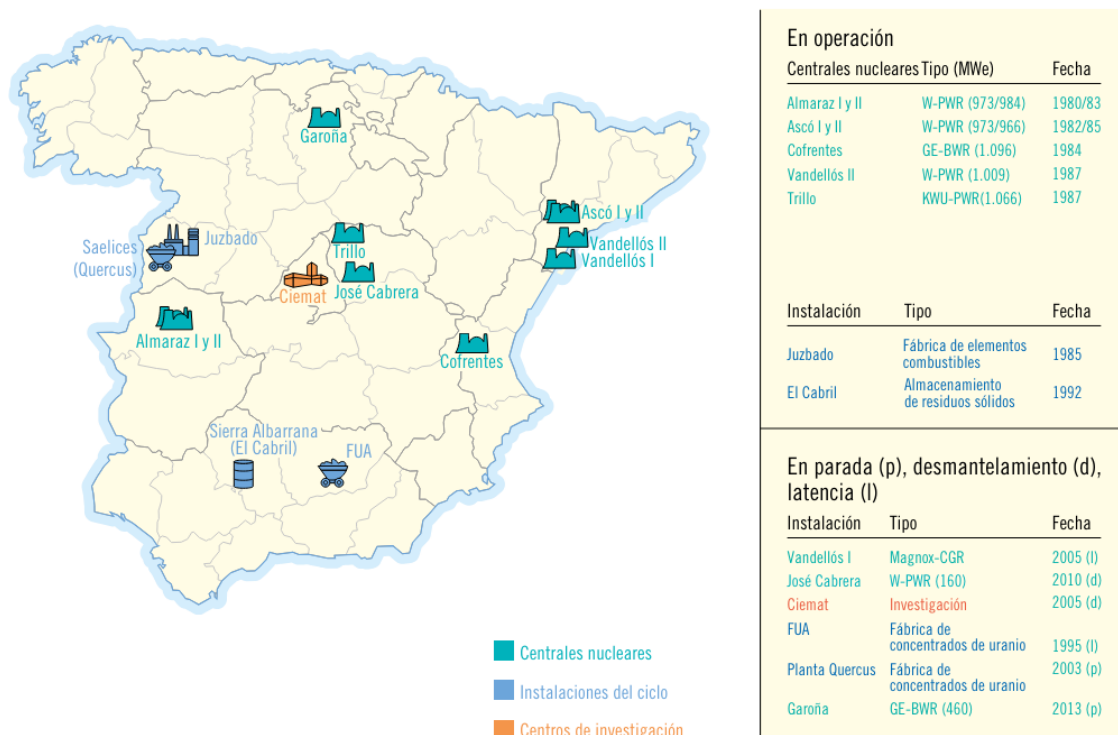 Garoña
Saelices
(Quercus)
Juzbado
Trillo
Ciemat
José Cabrera
Ascó I y II
Vandellós II
Vandellós I
Almaraz I y II
Cofrentes
Sierra Albarrana
(El Cabril)
FUA
Centrales nucleares
Instalaciones del ciclo
Centros de investigación
En operación
Centrales nucleares Tipo (MWe) Fecha
Almaraz I y II W-PWR (973/984) 1980/83
Ascó I y II W-PWR (973/966) 1982/85
Cofrentes GE-BWR (1.096) 1984
Vandellós II W-PWR (1.009) 1987
Trillo KWU-PWR(1.066) 1987
Instalación Tipo Fecha
Juzbado Fábrica de elementos
combustibles 1985
El Cabril Almacenamiento
de residuos sólidos 1992
En parada (p), desmantelamiento (d),
latencia (l)
Instalación Tipo Fecha
Vandellós I Magnox-CGR 2005 (l)
José Cabrera W-PWR (160) 2010 (d)
Ciemat Investigación 2005 (d)
FUA Fábrica de
concentrados de uranio 1995 (l)
Planta Quercus Fábrica de 2003 (p)
concentrados de uranio
Garoña GE-BWR (460) 2013 (p)